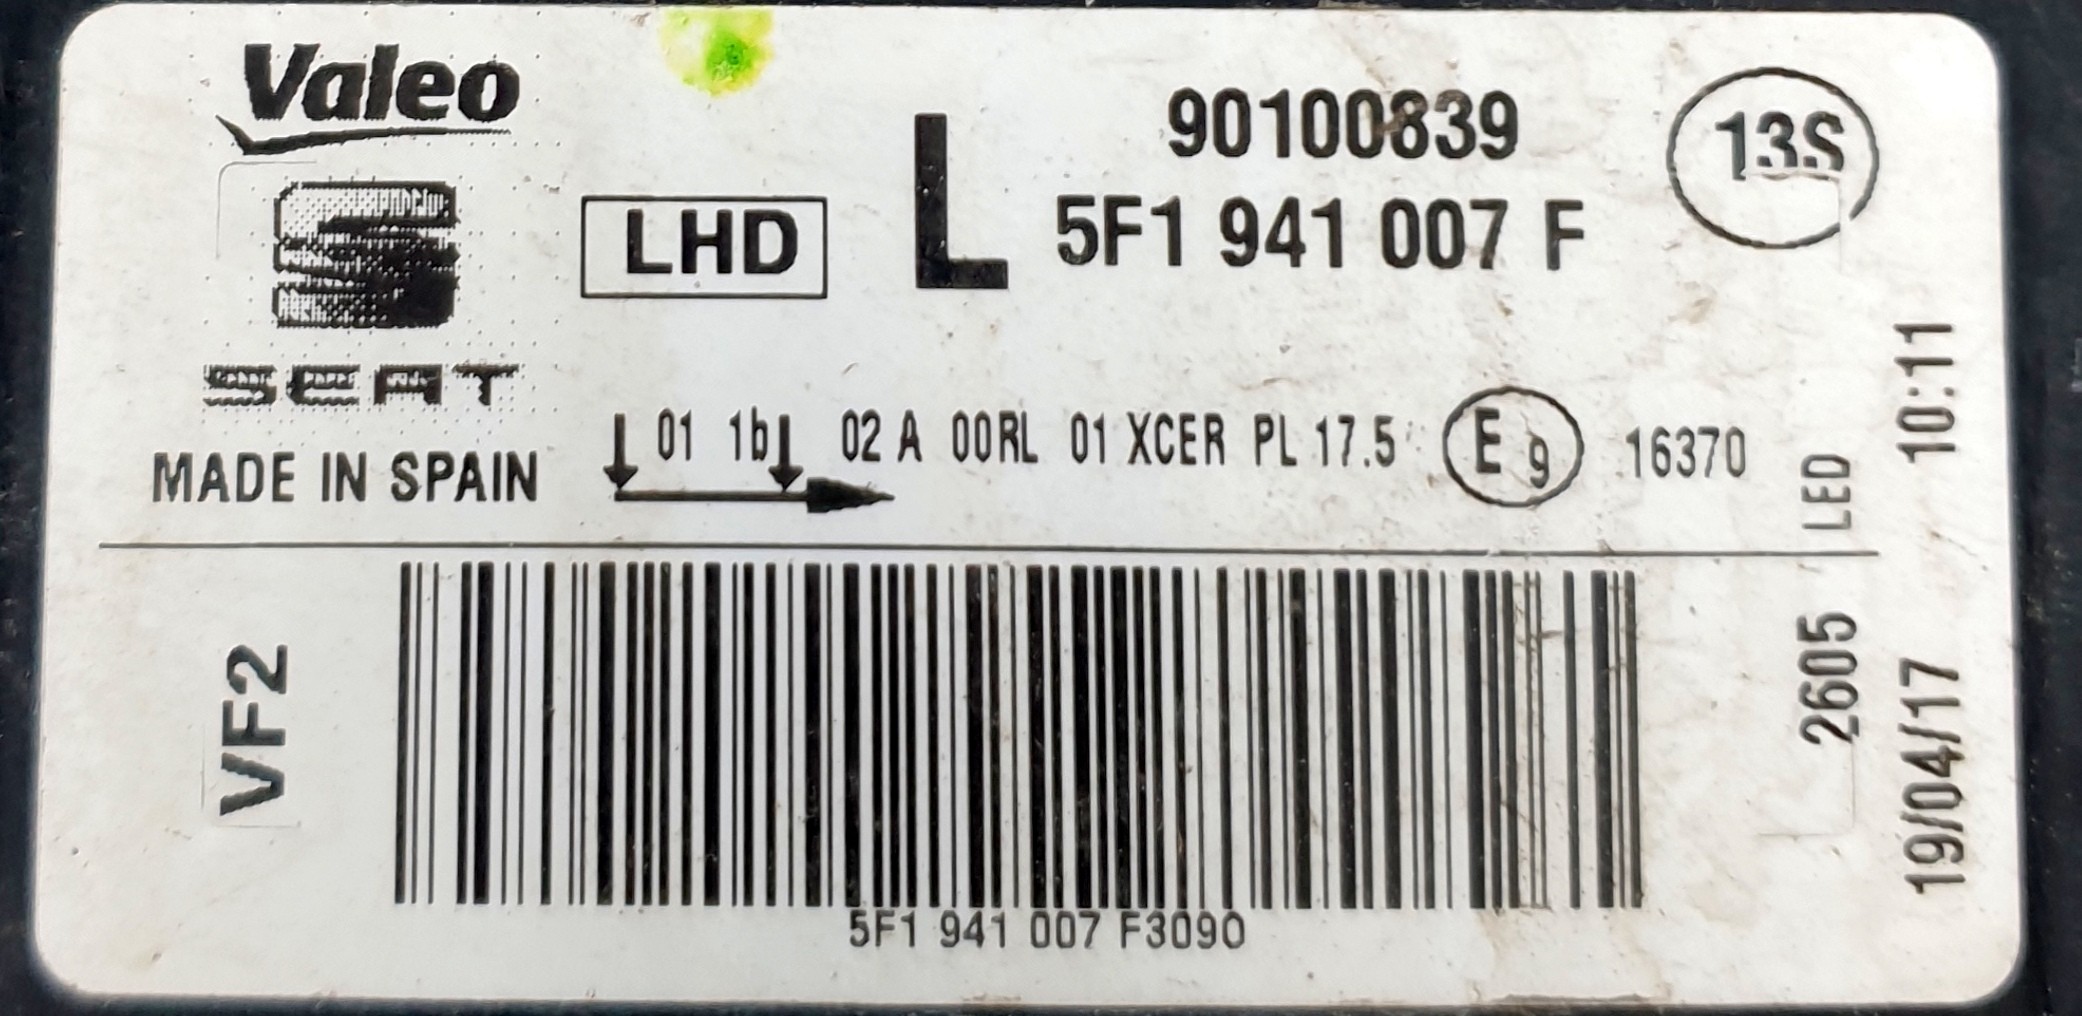 Valeo
SEAT
MADE IN SPAIN
LHD
L
90100839
5F1 941 007 F
13S
01 1b 02 A 00RL 01 XCER PL 17.5 E 9 16370
LED
10:11
VF2
2605
19/04/17
5F1 941 007 F3090